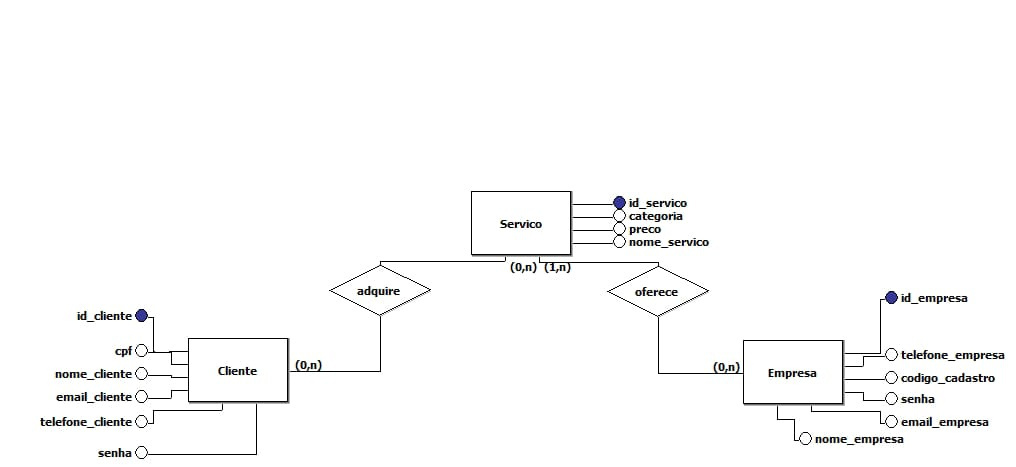 id_servico
categoria
Servico
preco
nome_servico
(0,n) (1,n)
adquire
oferece
id_empresa
id_cliente
cpf
telefone_empresa
(0,n)
(0,n)
Cliente
Empresa
nome_cliente
codigo_cadastro
email_cliente
senha
telefone_cliente
email_empresa
nome_empresa
senha